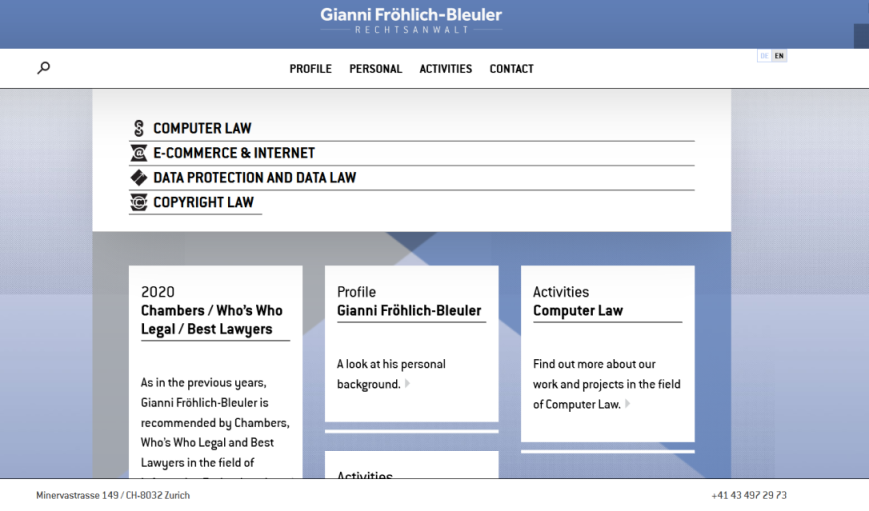 Gianni Fröhlich-Bleuler
RECHTSANWALT
DE EN
PROFILE PERSONAL ACTIVITIES CONTACT
COMPUTER LAW
E-COMMERCE & INTERNET
DATA PROTECTION AND DATA LAW
COPYRIGHT LAW
2020
Chambers / Who's Who
Legal / Best Lawyers
As in the previous years,
Gianni Fröhlich-Bleuler is
recommended by Chambers,
Who's Who Legal and Best
Lawyers in the field of
Profile
Gianni Fröhlich-Bleuler
A look at his personal
background.
Activities
Activities
Computer Law
Find out more about our
work and projects in the field
of Computer Law.
Minervastrasse 149 / CH-8032 Zurich
+41 43 497 29 73